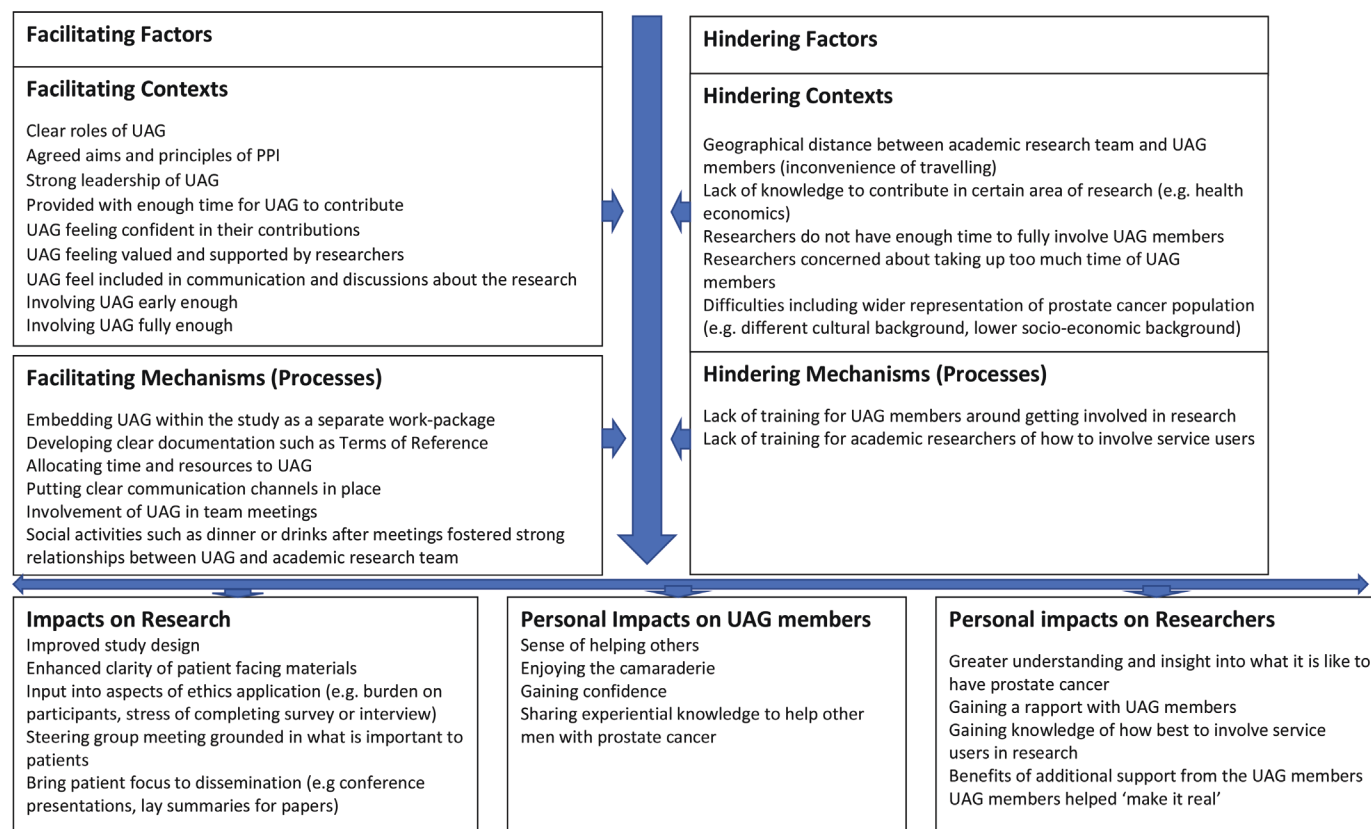 Facilitating Factors
Facilitating Contexts
Clear roles of UAG
Agreed aims and principles of PPI
Strong leadership of UAG
Provided with enough time for UAG to contribute
UAG feeling confident in their contributions
UAG feeling valued and supported by researchers
UAG feel included in communication and discussions about the research
Involving UAG early enough
Involving UAG fully enough
Facilitating Mechanisms (Processes)
Embedding UAG within the study as a separate work-package
Developing clear documentation such as Terms of Reference
Allocating time and resources to UAG
Putting clear communication channels in place
Involvement of UAG in team meetings
Social activities such as dinner or drinks after meetings fostered strong
relationships between UAG and academic research team
Hindering Factors
Hindering Contexts
Geographical distance between academic research team and UAG
members (inconvenience of travelling)
Lack of knowledge to contribute in certain area of research (e.g. health
economics)
Researchers do not have enough time to fully involve UAG members
Researchers concerned about taking up too much time of UAG
members
Difficulties including wider representation of prostate cancer population
(e.g. different cultural background, lower socio-economic background)
Hindering Mechanisms (Processes)
Lack of training for UAG members around getting involved in research
Lack of training for academic researchers of how to involve service users
Impacts on Research
Improved study design
Enhanced clarity of patient facing materials
Input into aspects of ethics application (e.g. burden on
participants, stress of completing survey or interview)
Steering group meeting grounded in what is important to
patients
Bring patient focus to dissemination (e.g conference
presentations, lay summaries for papers)
Personal Impacts on UAG members
Sense of helping others
Enjoying the camaraderie
Gaining confidence
Sharing experiential knowledge to help other
men with prostate cancer
Personal impacts on Researchers
Greater understanding and insight into what it is like to
have prostate cancer
Gaining a rapport with UAG members
Gaining knowledge of how best to involve service
users in research
Benefits of additional support from the UAG members
UAG members helped ‘make it real’